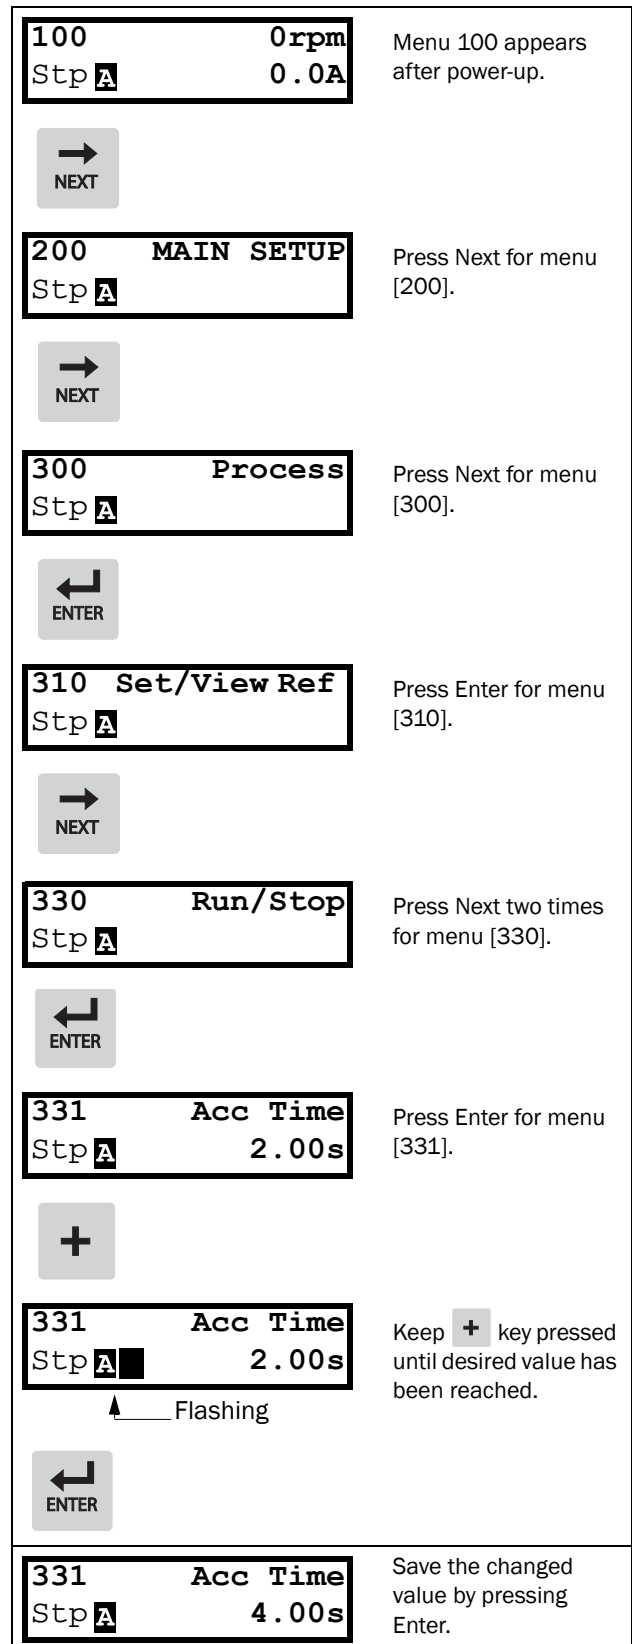 100 0rpm
Stp A 0.0A
Menu 100 appears
after power-up.
NEXT
200 MAIN SETUP
Stp A
Press Next for menu
[200].
NEXT
300 Process
Stp A
Press Next for menu
[300].
ENTER
310 Set/View Ref
Stp A
Press Enter for menu
[310].
NEXT
330 Run/Stop
Stp A
Press Next two times
for menu [330].
ENTER
331 Acc Time
Stp A 2.00s
Press Enter for menu
[331].
+
331 Acc Time
Stp A 2.00s
Keep + key pressed
until desired value has
been reached.
Flashing
ENTER
331 Acc Time
Stp A 4.00s
Save the changed
value by pressing
Enter.